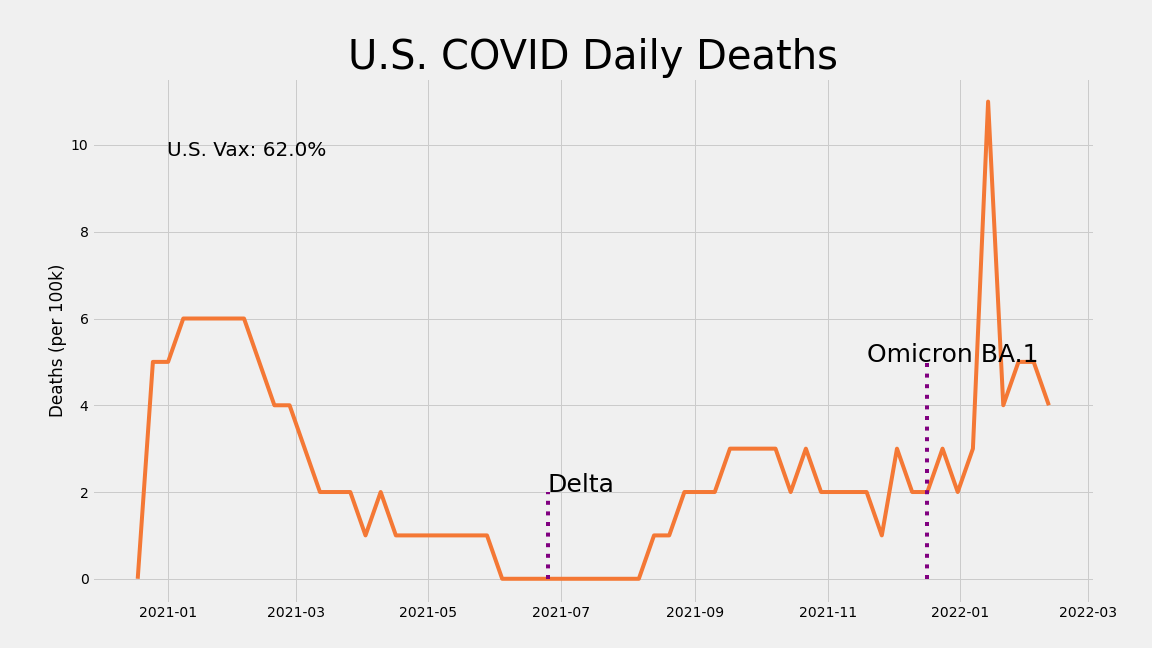 U.S. COVID Daily Deaths
10
U.S. Vax: 62.0%
8
6
Deaths (per 100k)
Omicron BA.1
4
2
Delta
0
2021-01 2021-03 2021-05 2021-07 2021-09 2021-11 2022-01 2022-03